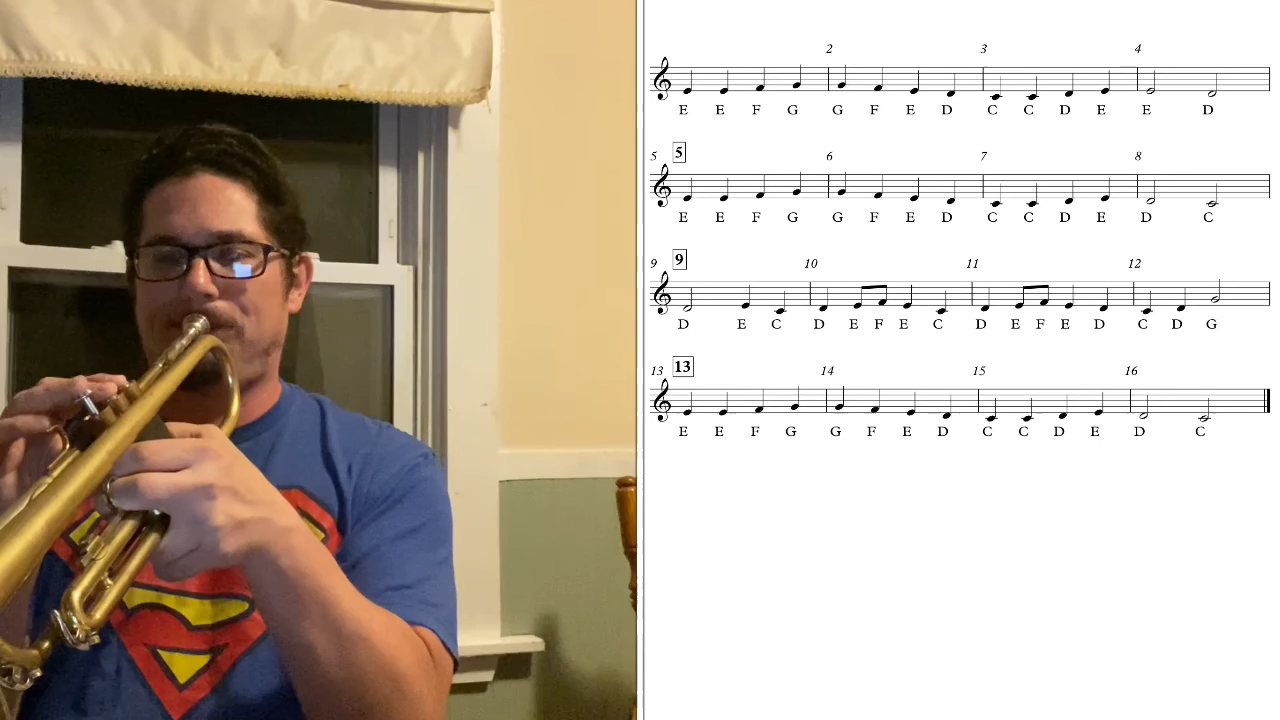 2 3 4
E E F G G F E D C C D E E D
5 5 6 7 8
E E F G G F E D C C D E D C
9 9 10 11 12
D E C D E F E C D E F E D C D G
13 13 14 15 16
E E F G G F E D C C D E D C